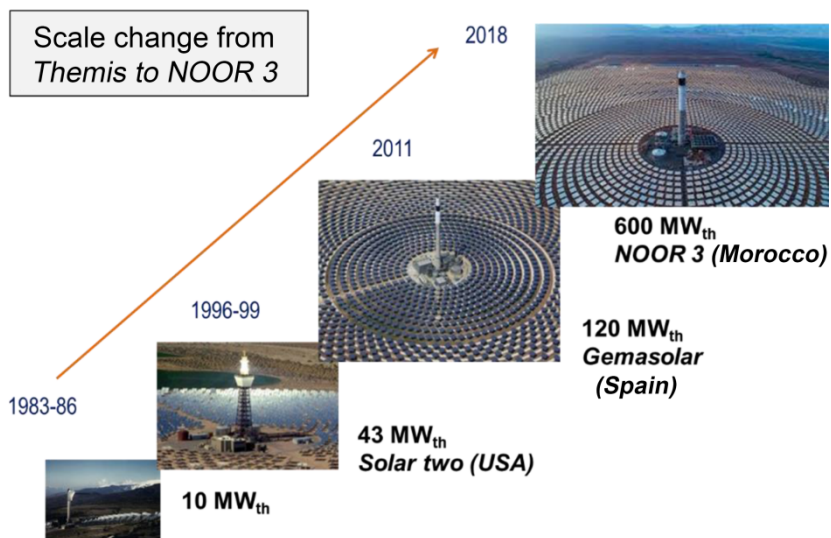 Scale change from
Themis to NOOR 3
2018
2011
600 MWth
NOOR 3 (Morocco)
1996-99
120 MWth
Gemasolar
(Spain)
1983-86
43 MWth
Solar two (USA)
10 MWth